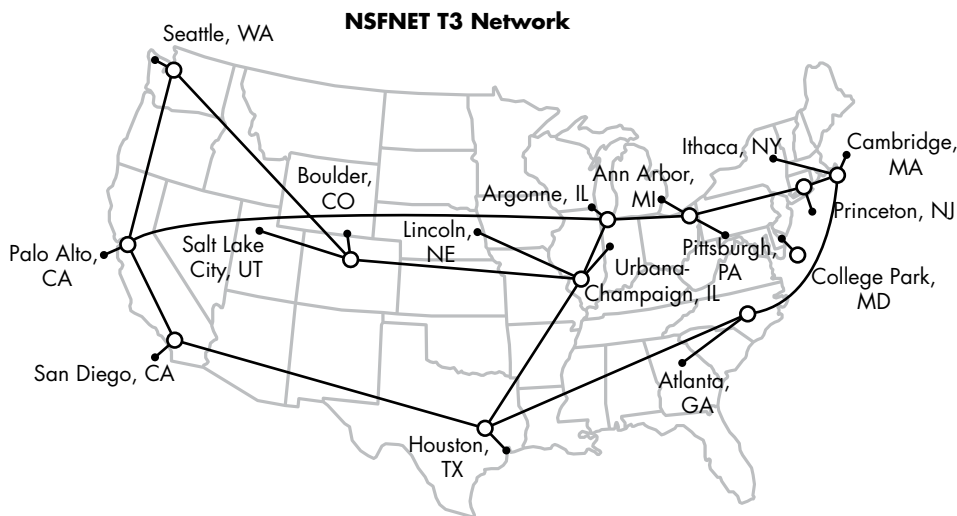 NSFNET T3 Network
Seattle, WA
Ithaca, NY
Cambridge,
MA
Boulder,
CO
Argonne, IL
Ann Arbor,
MI
Princeton, NJ
Palo Alto,
CA
Salt Lake
City, UT
Lincoln,
NE
Urbana-
Champaign, IL
Pittsburgh,
PA
College Park,
MD
San Diego, CA
Atlanta,
GA
Houston,
TX